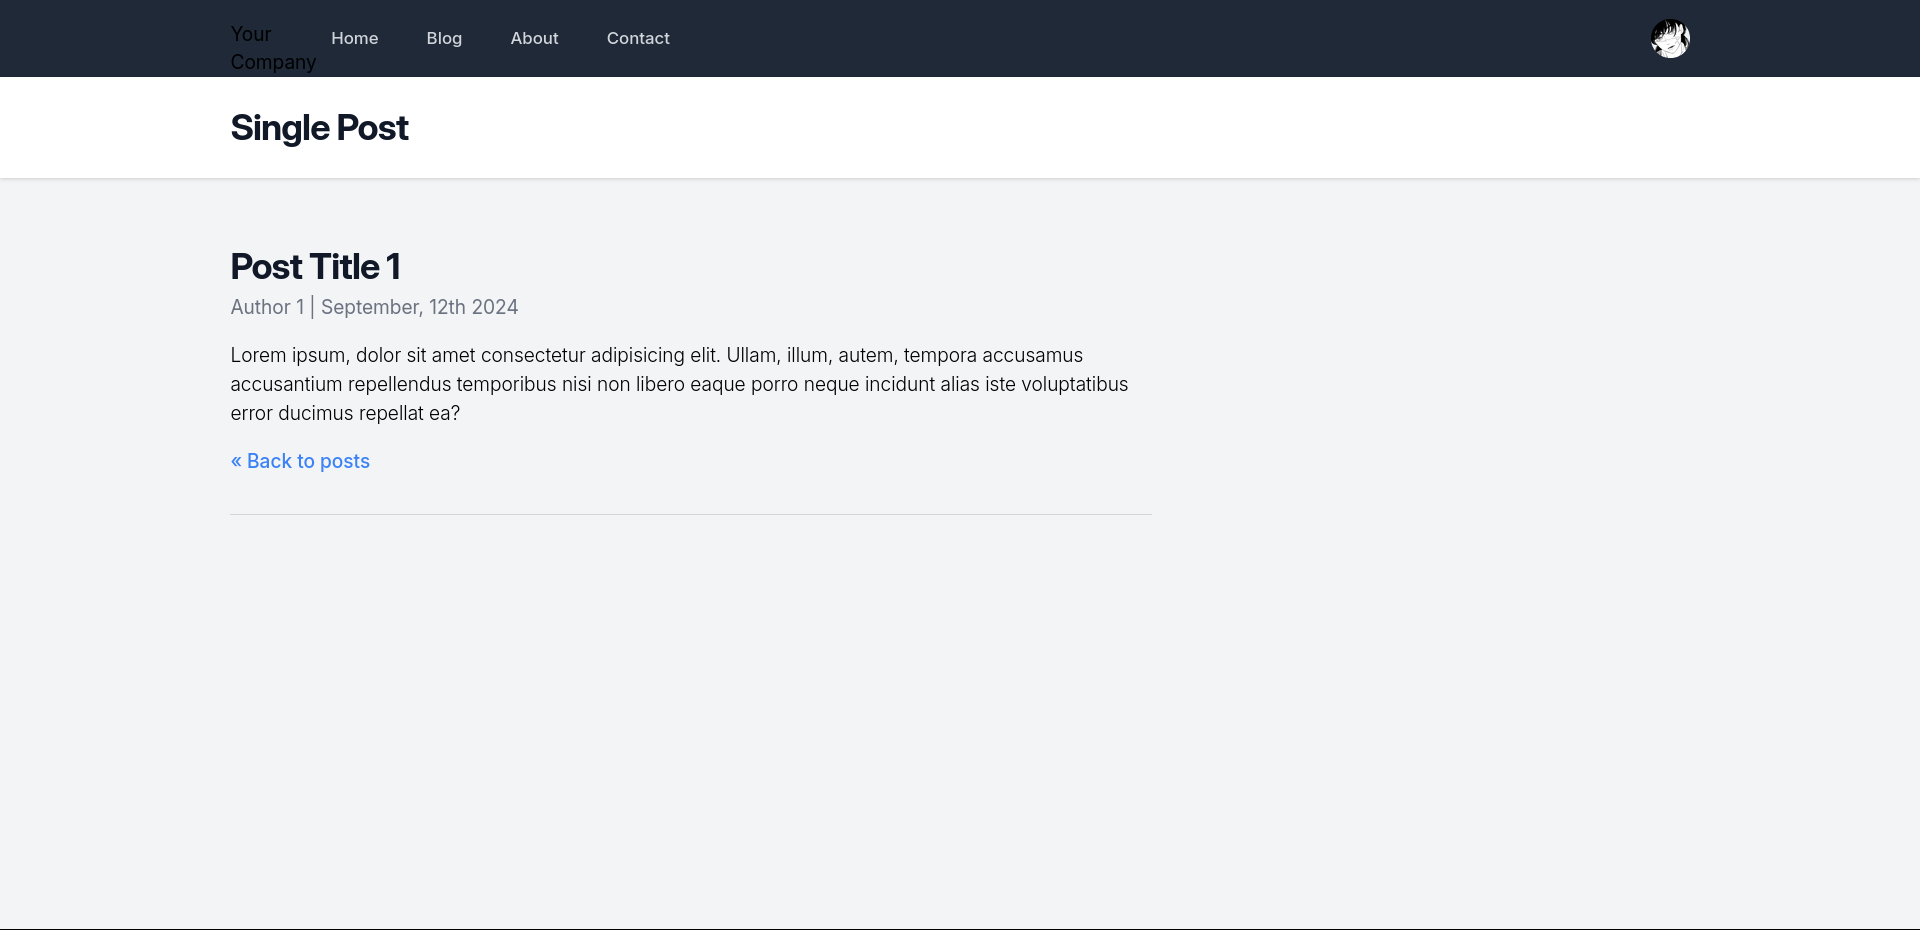 Your
Company
Home Blog About Contact
Single Post
Post Title 1
Author 1 | September, 12th 2024
Lorem ipsum, dolor sit amet consectetur adipisicing elit. Ullam, illum, autem, tempora accusamus
accusantium repellendus temporibus nisi non libero eaque porro neque incidunt alias iste voluptatibus
error ducimus repellat ea?
« Back to posts